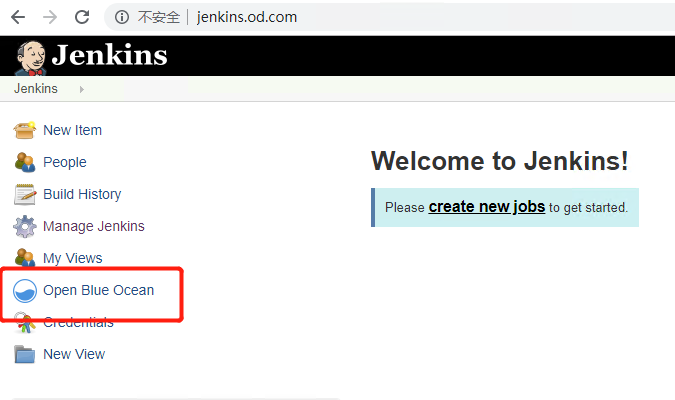 不安全 jenkins.od.com
Jenkins
Jenkins
New Item
People
Build History
Manage Jenkins
My Views
Open Blue Ocean
Credentials
New View
Welcome to Jenkins!
Please create new jobs to get started.